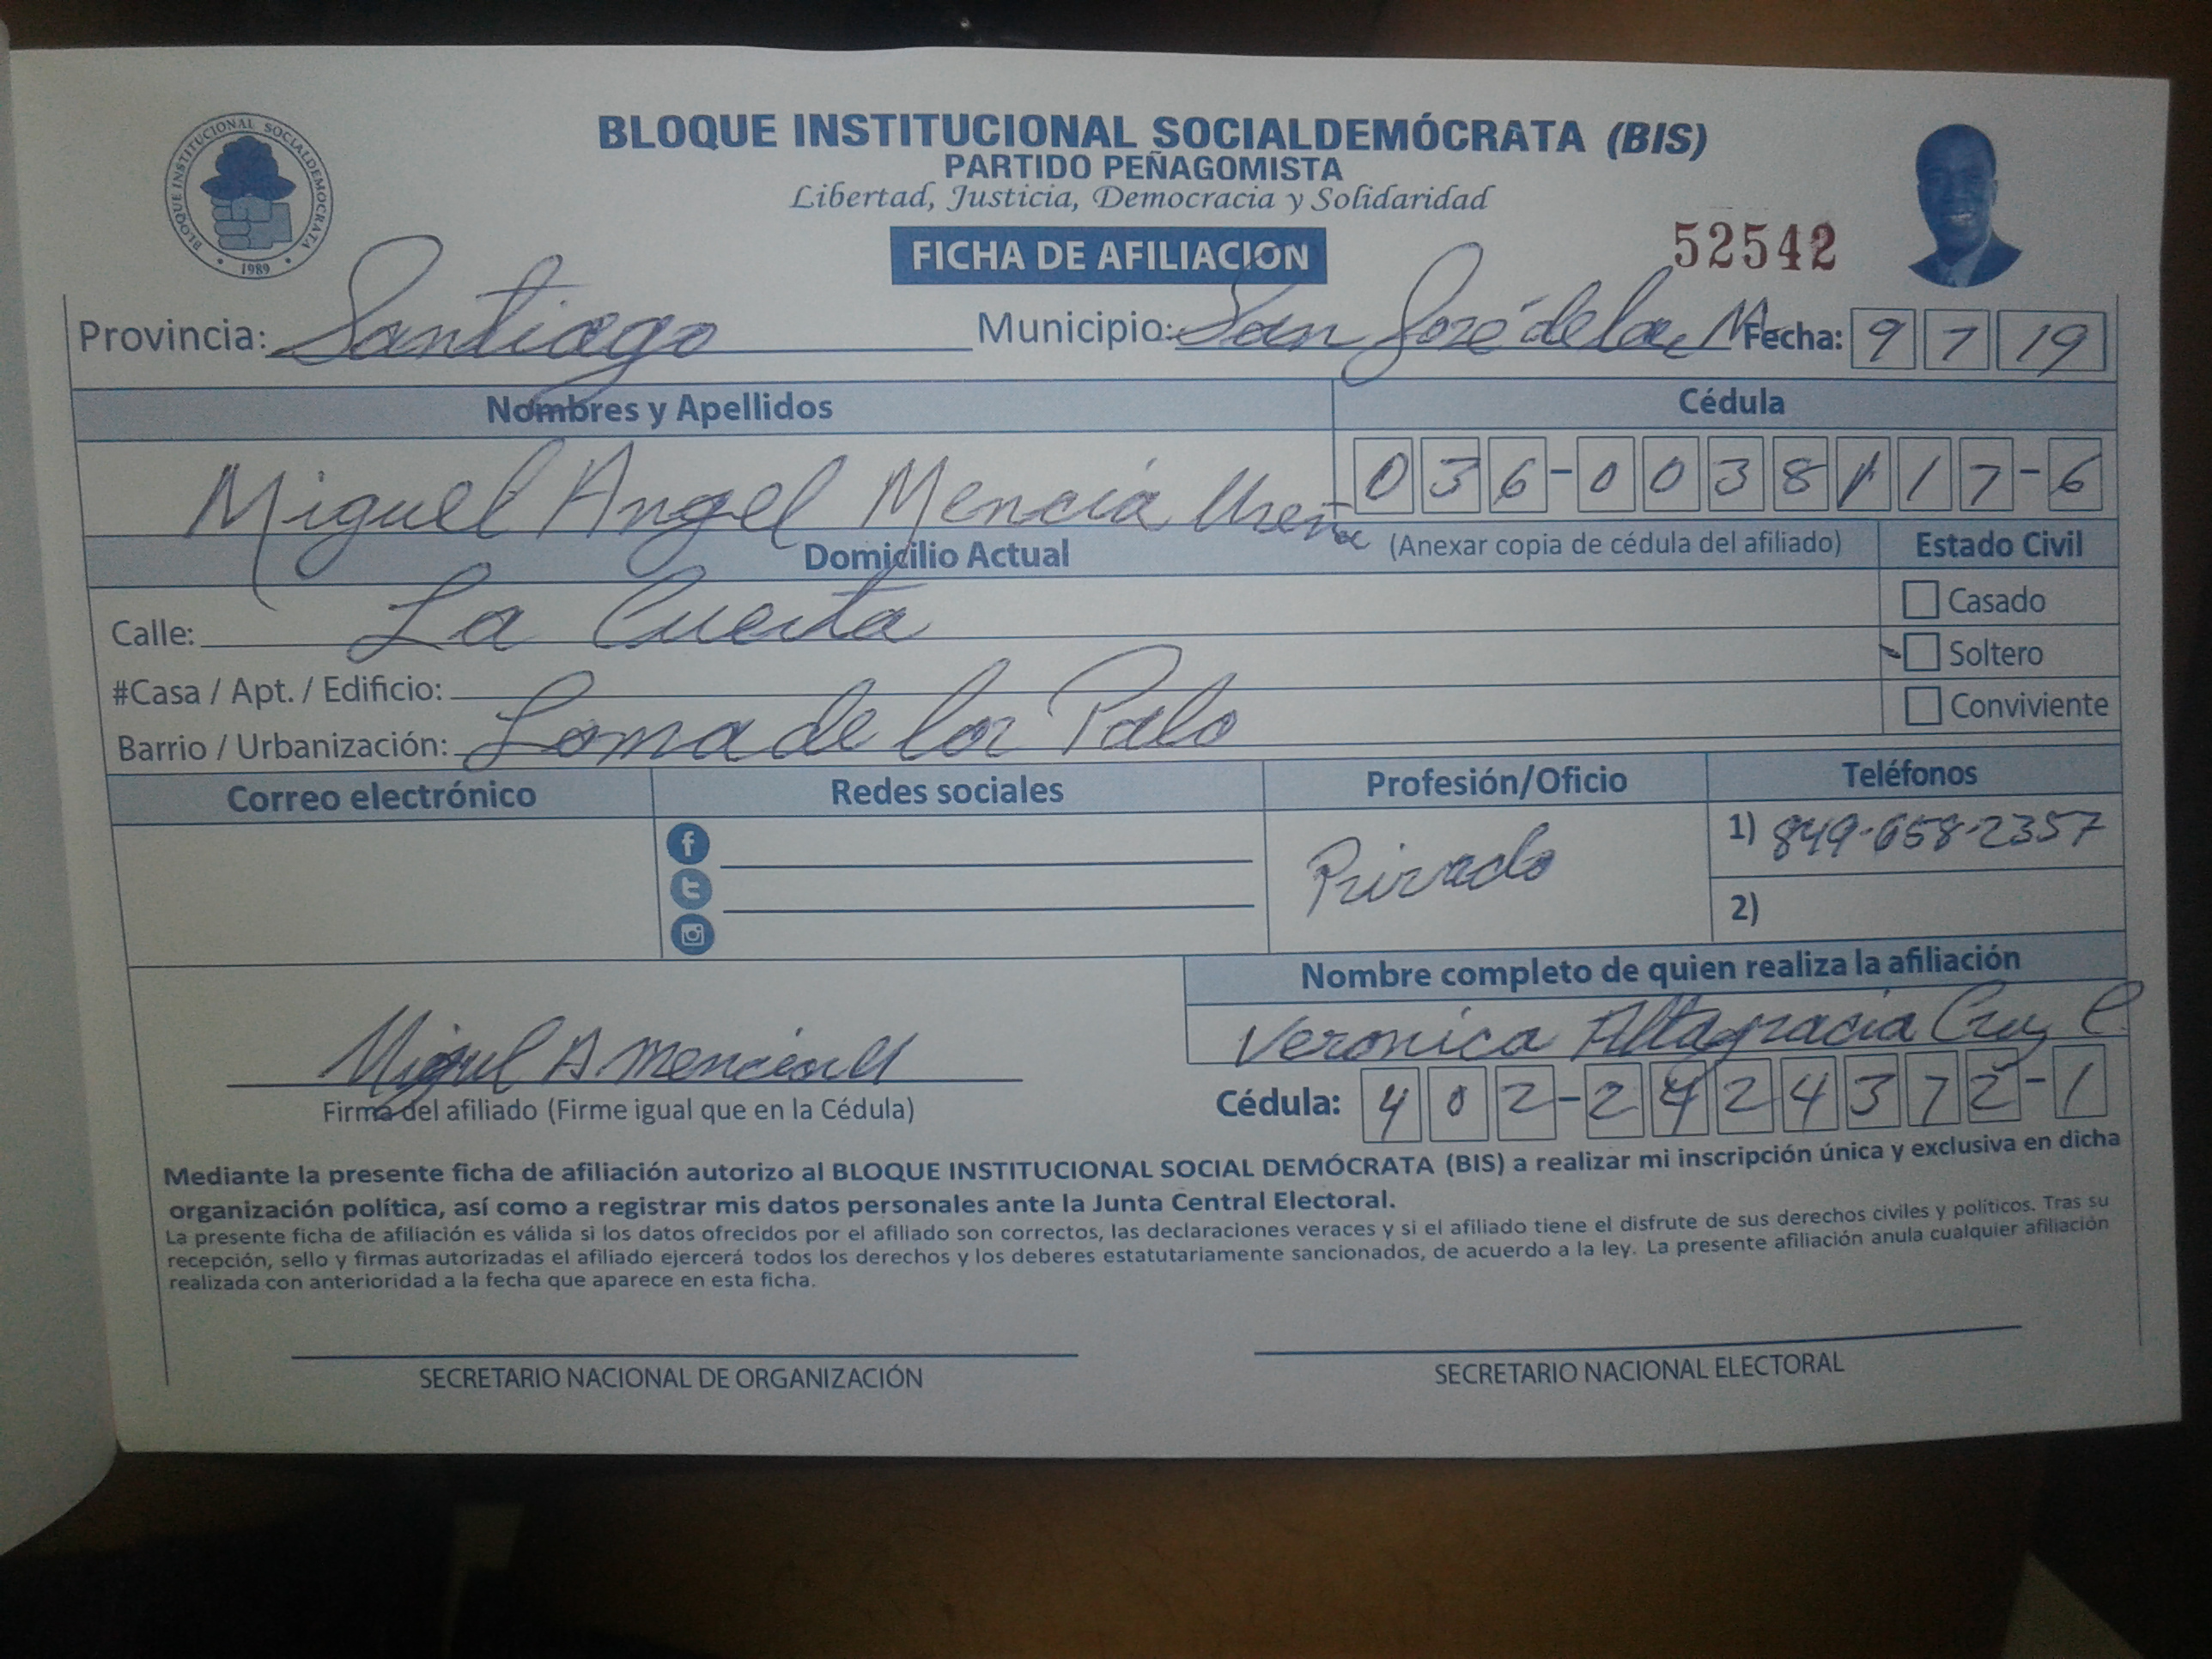 BLOQUE INSTITUCIONAL SOCIALDEMÓCRATA (BIS)
PARTIDO PEÑAGOMISTA
Libertad, Justicia, Democracia y Solidaridad
BLOQUE INSTITUCIONAL SOCIALDEMOCRATA
• 1989 •
FICHA DE AFILIACION
52542
Provincia: Santiago Municipio: San José de las M Fecha: 9 7 19
Nombres y Apellidos Cédula
Miguel Angel Mencia Ureña 036-0038117-6
Domicilio Actual (Anexar copia de cédula del afiliado) Estado Civil
Calle: La Cuesta Casado
Soltero
#Casa / Apt. / Edificio:
Conviviente
Barrio / Urbanización: Loma de los Palo
Correo electrónico Redes sociales Profesión/Oficio Teléfonos
Privado 1) 849-658-2357
2)
Nombre completo de quien realiza la afiliación
Veronica Altagracia Cruz C.
Miguel A Mencia U
Firma del afiliado (Firme igual que en la Cédula) Cédula: 402-2424372-1
Mediante la presente ficha de afiliación autorizo al BLOQUE INSTITUCIONAL SOCIAL DEMÓCRATA (BIS) a realizar mi inscripción única y exclusiva en dicha
organización política, así como a registrar mis datos personales ante la Junta Central Electoral.
La presente ficha de afiliación es válida si los datos ofrecidos por el afiliado son correctos, las declaraciones veraces y si el afiliado tiene el disfrute de sus derechos civiles y políticos. Tras su
recepción, sello y firmas autorizadas el afiliado ejercerá todos los derechos y los deberes estatutariamente sancionados, de acuerdo a la ley. La presente afiliación anula cualquier afiliación
realizada con anterioridad a la fecha que aparece en esta ficha.
SECRETARIO NACIONAL DE ORGANIZACIÓN SECRETARIO NACIONAL ELECTORAL